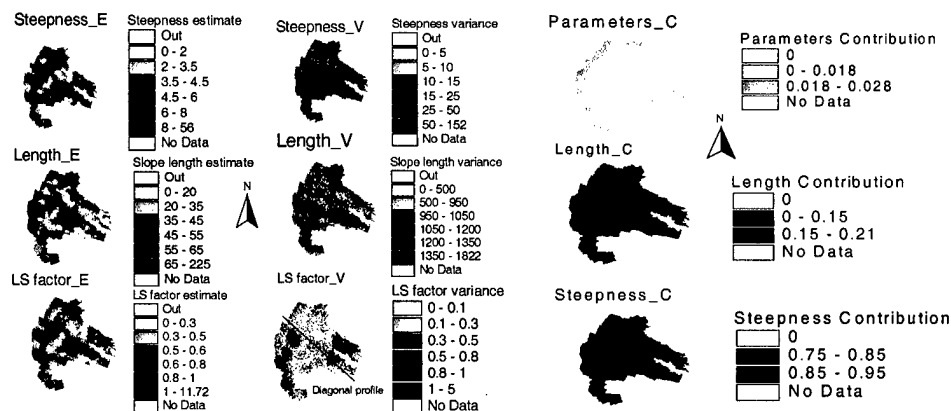 Steepness_E
Steepness estimate
Out
0 - 2
2 - 3.5
3.5 - 4.5
4.5 - 6
6 - 8
8 - 56
No Data
Length_E
Slope length estimate
Out
0 - 20
20 - 35
35 - 45
45 - 55
55 - 65
65 - 225
No Data
N
LS factor_E
LS factor estimate
Out
0 - 0.3
0.3 - 0.5
0.5 - 0.6
0.6 - 0.8
0.8 - 1
1 - 11.72
No Data
Steepness_V
Steepness variance
Out
0 - 5
5 - 10
10 - 15
15 - 25
25 - 50
50 - 152
No Data
Length_V
Slope length variance
Out
0 - 500
500 - 950
950 - 1050
1050 - 1200
1200 - 1350
1350 - 1822
No Data
LS factor_V
Diagonal profile
LS factor variance
0 - 0.1
0.1 - 0.3
0.3 - 0.5
0.5 - 0.8
0.8 - 1
1 - 5
No Data
Parameters_C
Parameters Contribution
0
0 - 0.018
0.018 - 0.028
No Data
N
Length_C
Length Contribution
0
0 - 0.15
0.15 - 0.21
No Data
Steepness_C
Steepness Contribution
0
0.75 - 0.85
0.85 - 0.95
No Data